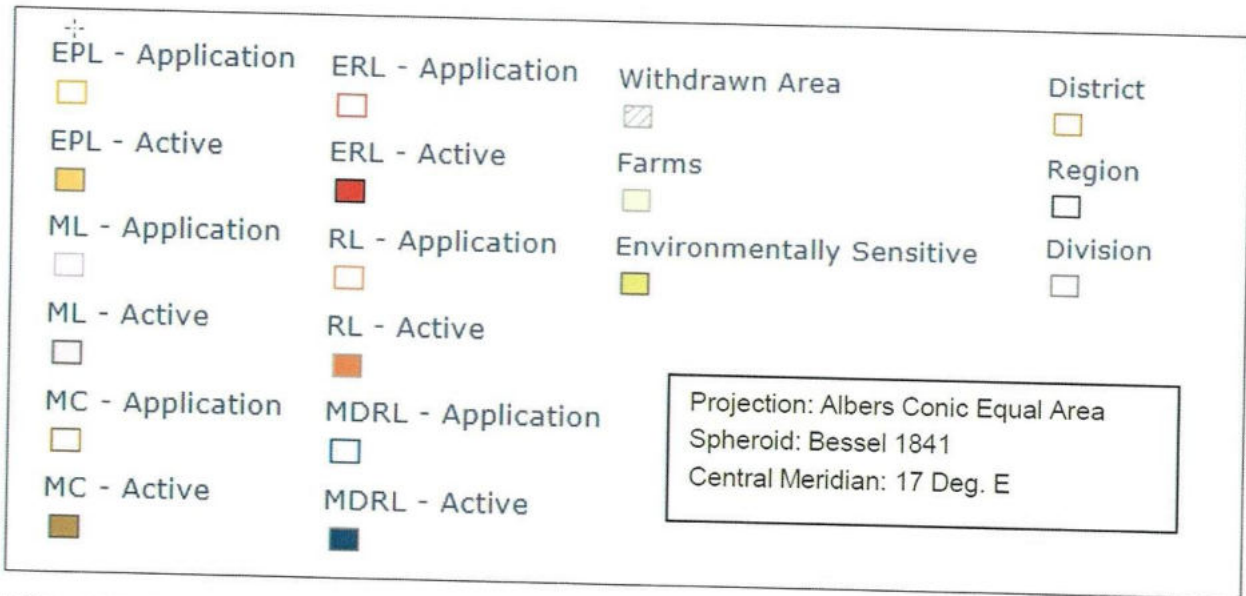 EPL - Application
EPL - Active
ML - Application
ML - Active
MC - Application
MC - Active
ERL - Application
ERL - Active
RL - Application
RL - Active
MDRL - Application
MDRL - Active
Withdrawn Area
Farms
Environmentally Sensitive
District
Region
Division
Projection: Albers Conic Equal Area
Spheroid: Bessel 1841
Central Meridian: 17 Deg. E